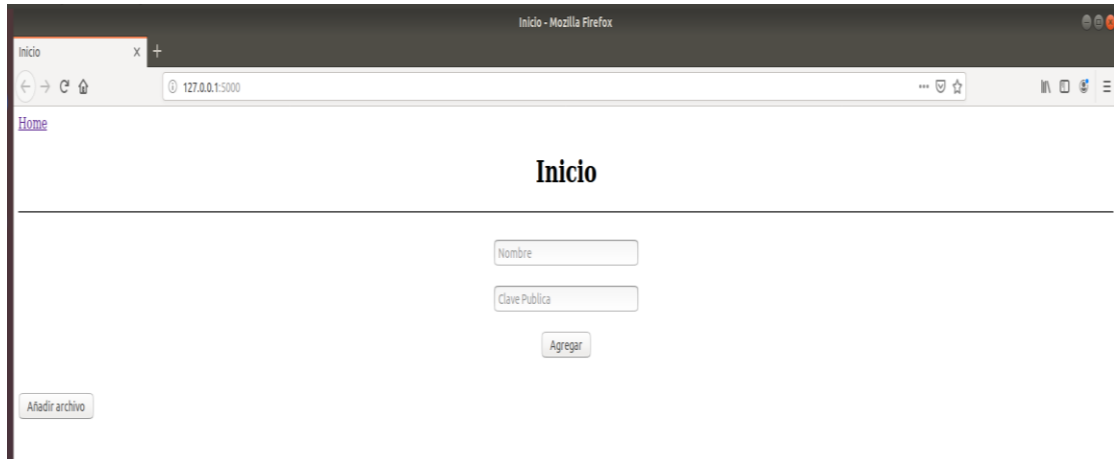 Inicio - Mozilla Firefox
Inicio
127.0.0.1:5000
Home
Inicio
Nombre
Clave Publica
Agregar
Añadir archivo